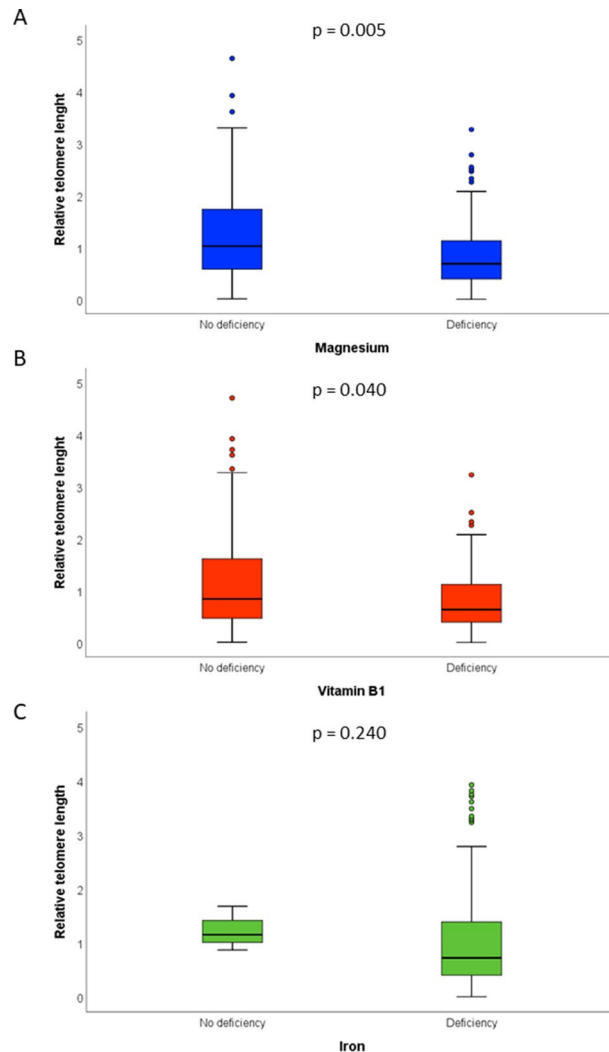 A
p = 0.005
Relative telomere lenght
5
4
3
2
1
0
No deficiency
Deficiency
Magnesium
B
p = 0.040
Relative telomere lenght
5
4
3
2
1
0
No deficiency
Deficiency
Vitamin B1
C
p = 0.240
Relative telomere length
5
4
3
2
1
0
No deficiency
Deficiency
Iron